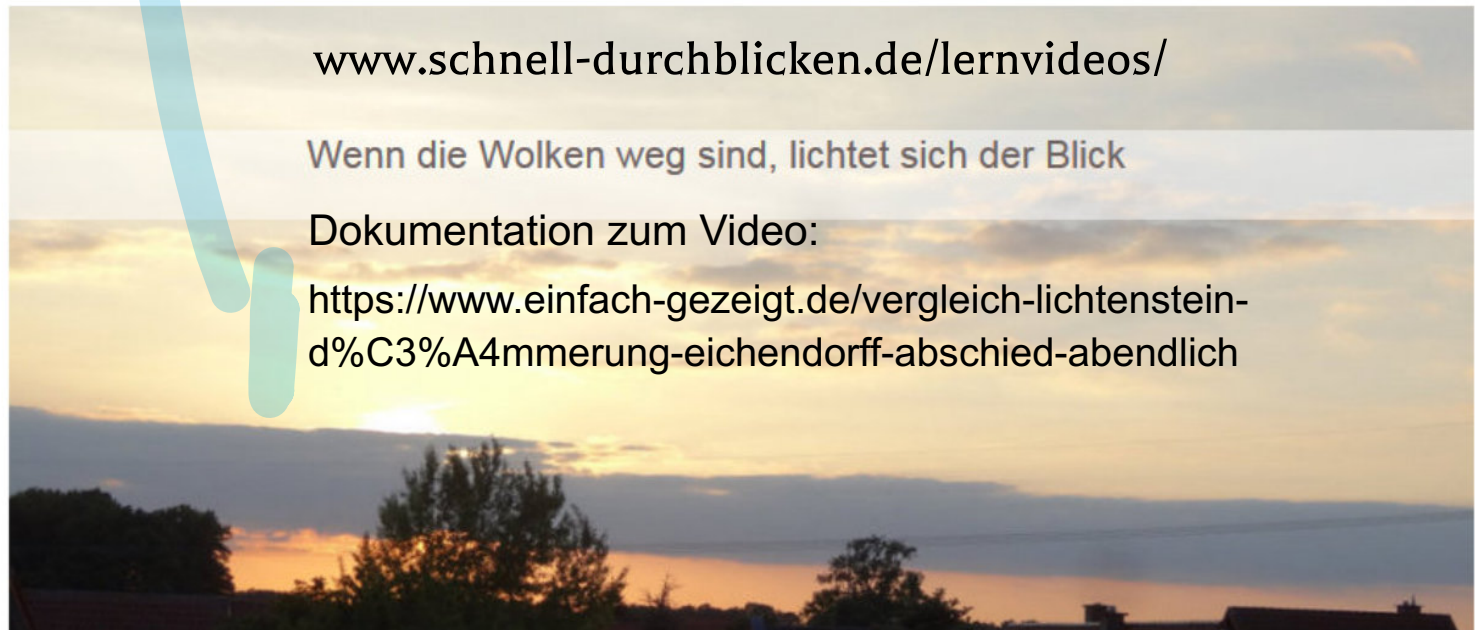 www.schnell-durchblicken.de/lernvideos/
Wenn die Wolken weg sind, lichtet sich der Blick
Dokumentation zum Video:
https://www.einfach-gezeigt.de/vergleich-lichtenstein-
d%C3%A4mmerung-eichendorff-abschied-abendlich